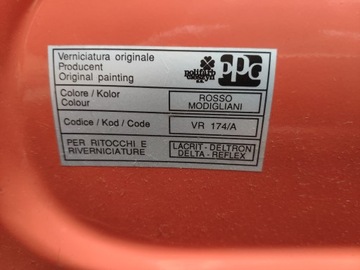 Verniciatura originale
Producent
Original painting
PPG
Colore / Kolor
Colour
ROSSO
MODIGLIANI
Codice / Kod / Code
VR 174/A
PER RITOCCHI E
RIVERNICIATURE
LACRIT - DELTRON
DELTA - REFLEX